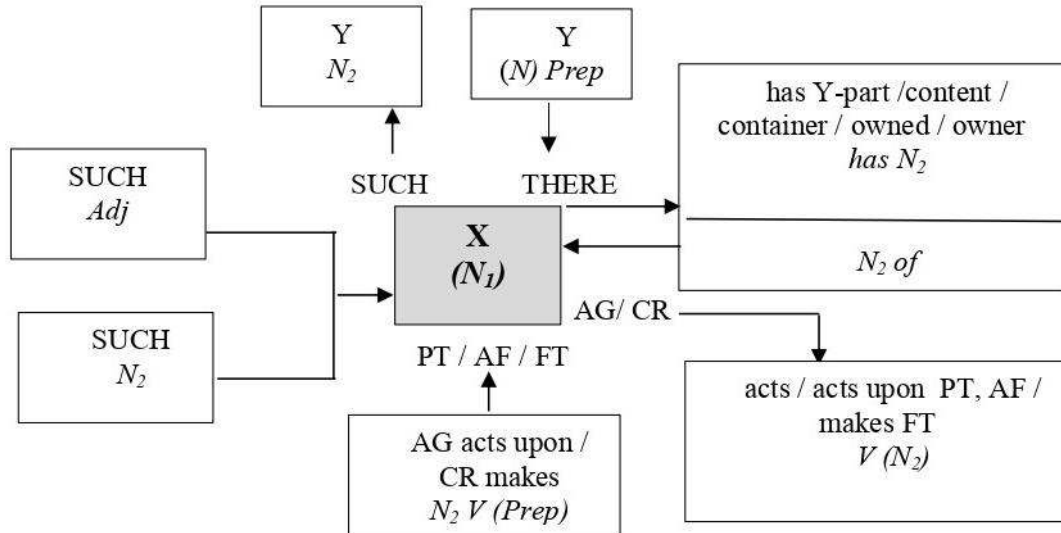 Y
N₂
Y
(N) Prep
has Y-part /content /
container / owned / owner
has N₂
N₂ of
SUCH
Adj
SUCH
THERE
X
(N₁)
SUCH
N₂
AG/ CR
PT / AF / FT
AG acts upon /
CR makes
N₂ V (Prep)
acts / acts upon PT, AF /
makes FT
V (N₂)